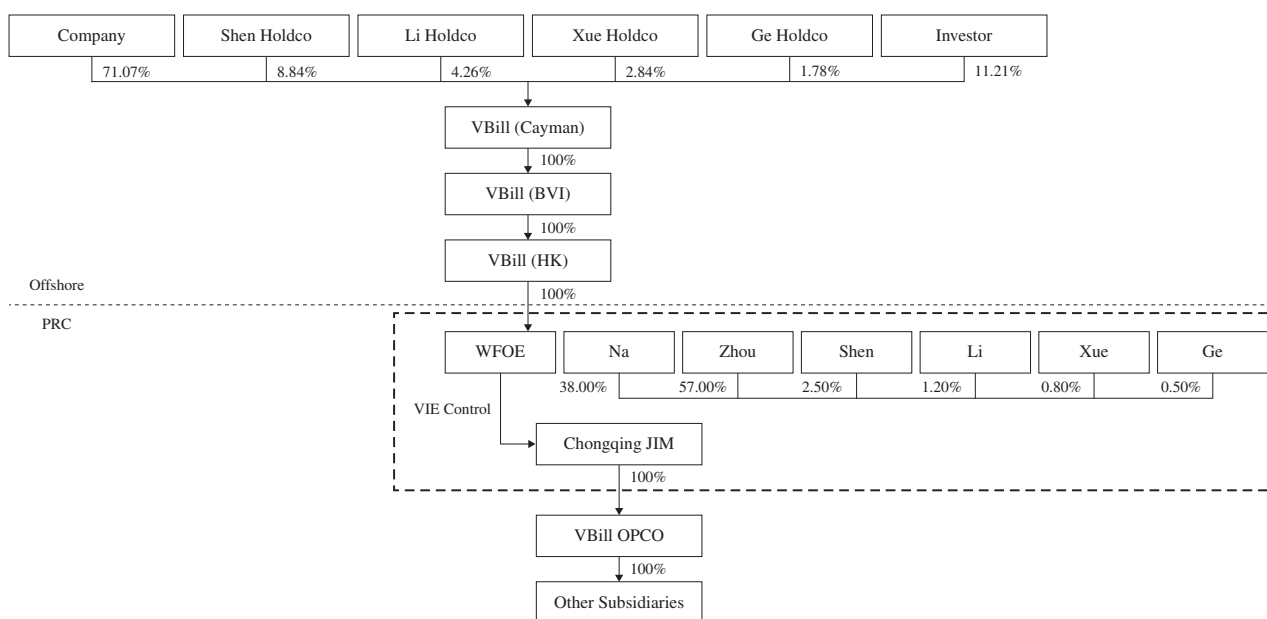 Company Shen Holdco Li Holdco Xue Holdco Ge Holdco Investor
71.07% 8.84% 4.26% 2.84% 1.78% 11.21%
VBill (Cayman)
100%
VBill (BVI)
100%
VBill (HK)
Offshore
100%
PRC
WFOE Na Zhou Shen Li Xue Ge
38.00% 57.00% 2.50% 1.20% 0.80% 0.50%
VIE Control
Chongqing JIM
100%
VBill OPCO
100%
Other Subsidiaries